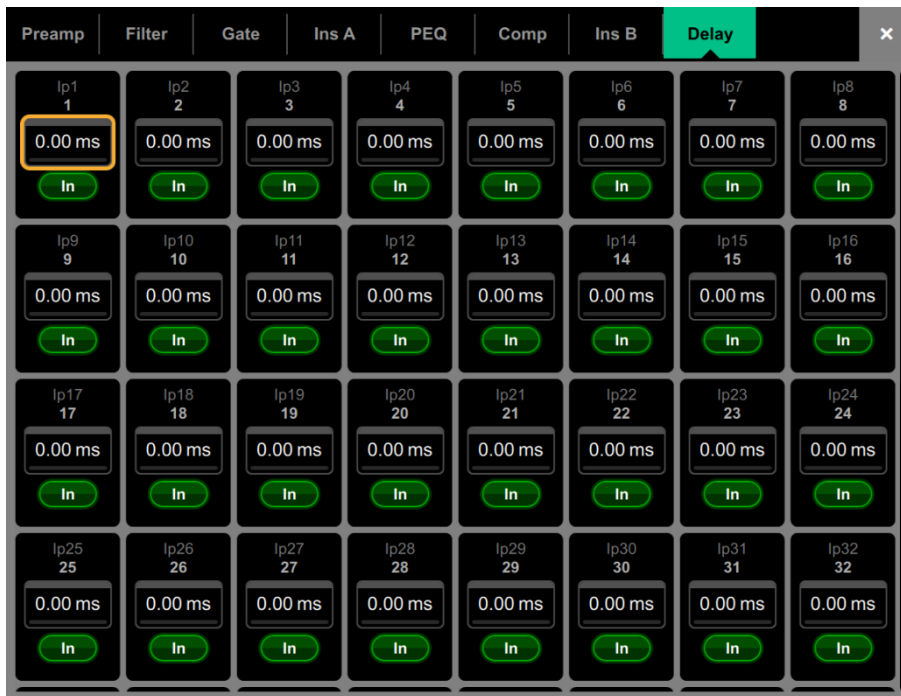 Preamp Filter Gate Ins A PEQ Comp Ins B Delay ×
Ip1 Ip2 Ip3 Ip4 Ip5 Ip6 Ip7 Ip8
1 2 3 4 5 6 7 8
0.00 ms 0.00 ms 0.00 ms 0.00 ms 0.00 ms 0.00 ms 0.00 ms 0.00 ms
In In In In In In In In
Ip9 Ip10 Ip11 Ip12 Ip13 Ip14 Ip15 Ip16
9 10 11 12 13 14 15 16
0.00 ms 0.00 ms 0.00 ms 0.00 ms 0.00 ms 0.00 ms 0.00 ms 0.00 ms
In In In In In In In In
Ip17 Ip18 Ip19 Ip20 Ip21 Ip22 Ip23 Ip24
17 18 19 20 21 22 23 24
0.00 ms 0.00 ms 0.00 ms 0.00 ms 0.00 ms 0.00 ms 0.00 ms 0.00 ms
In In In In In In In In
Ip25 Ip26 Ip27 Ip28 Ip29 Ip30 Ip31 Ip32
25 26 27 28 29 30 31 32
0.00 ms 0.00 ms 0.00 ms 0.00 ms 0.00 ms 0.00 ms 0.00 ms 0.00 ms
In In In In In In In In